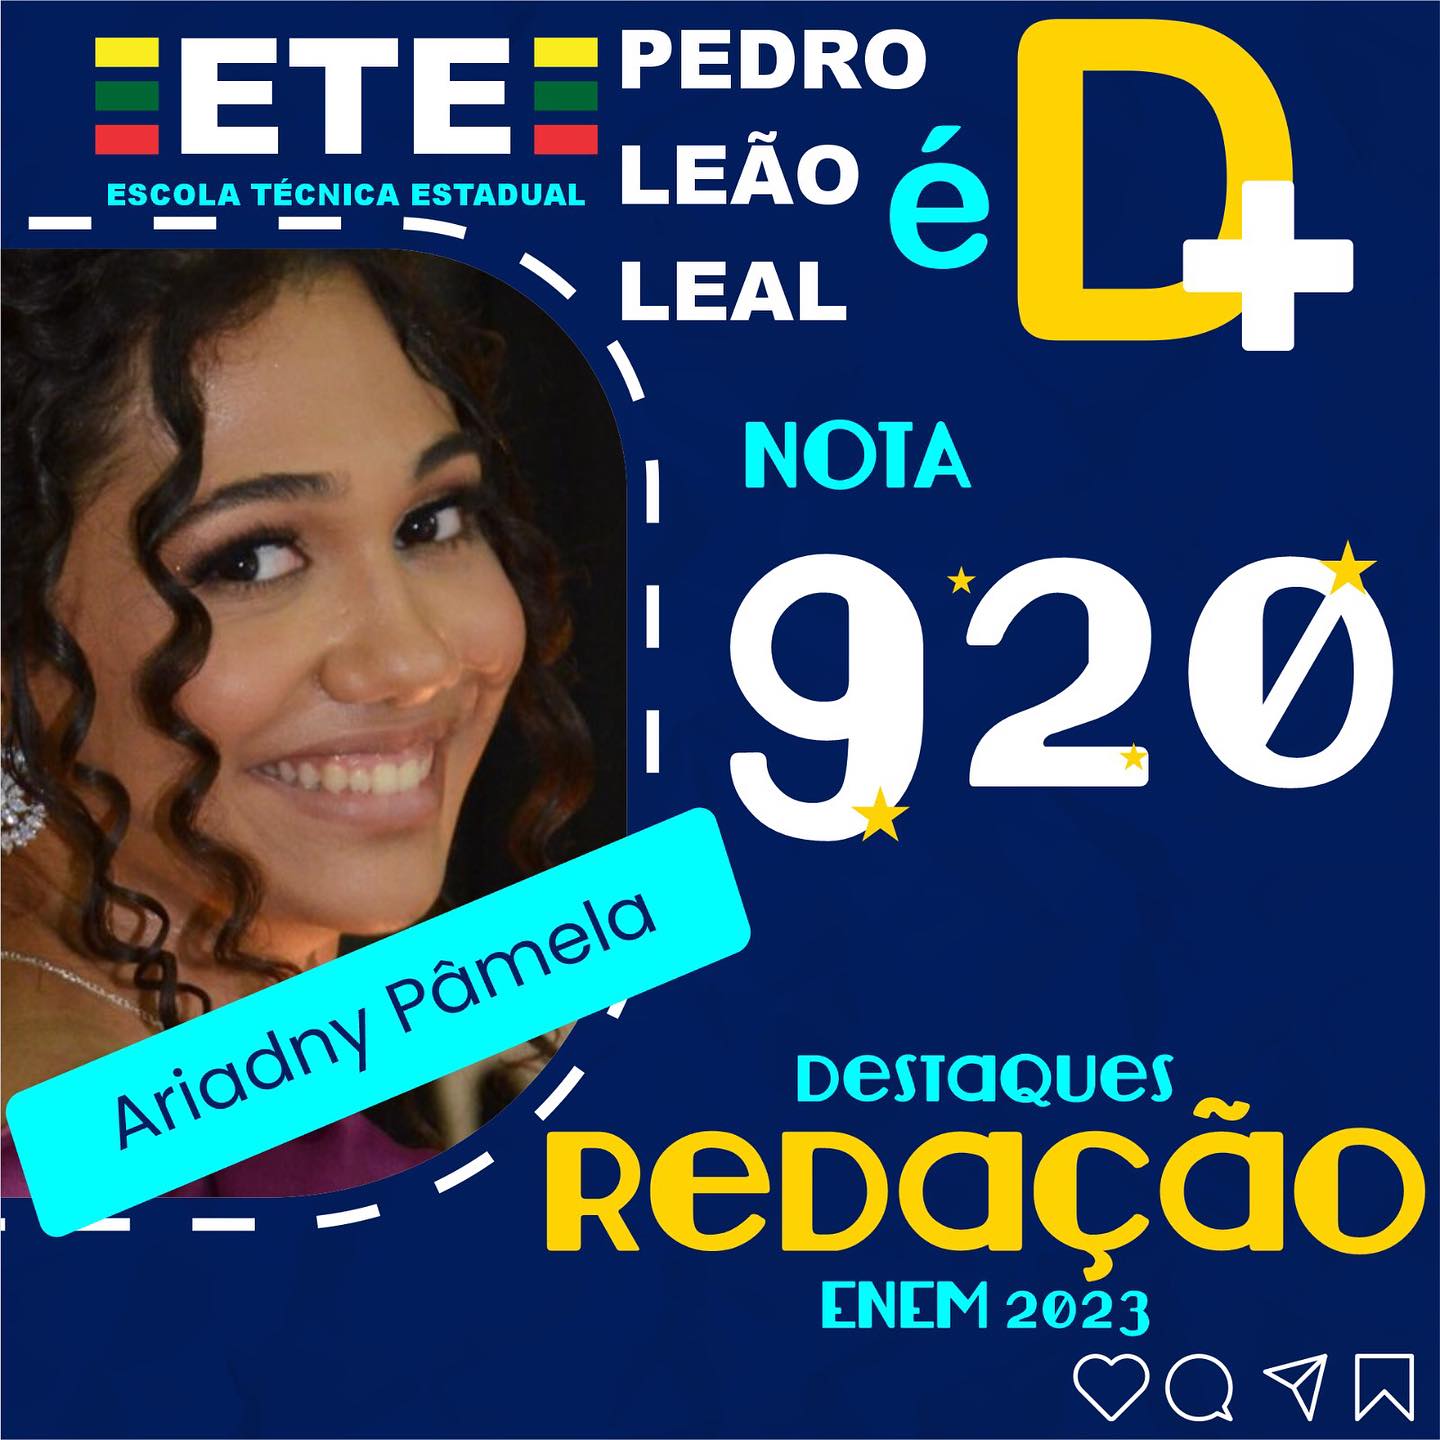 ETE
ESCOLA TÉCNICA ESTADUAL
PEDRO
LEÃO
LEAL
é
D+
NOTA
920
Ariadny Pâmela
DESTAQUES
REDAÇÃO
ENEM 2023